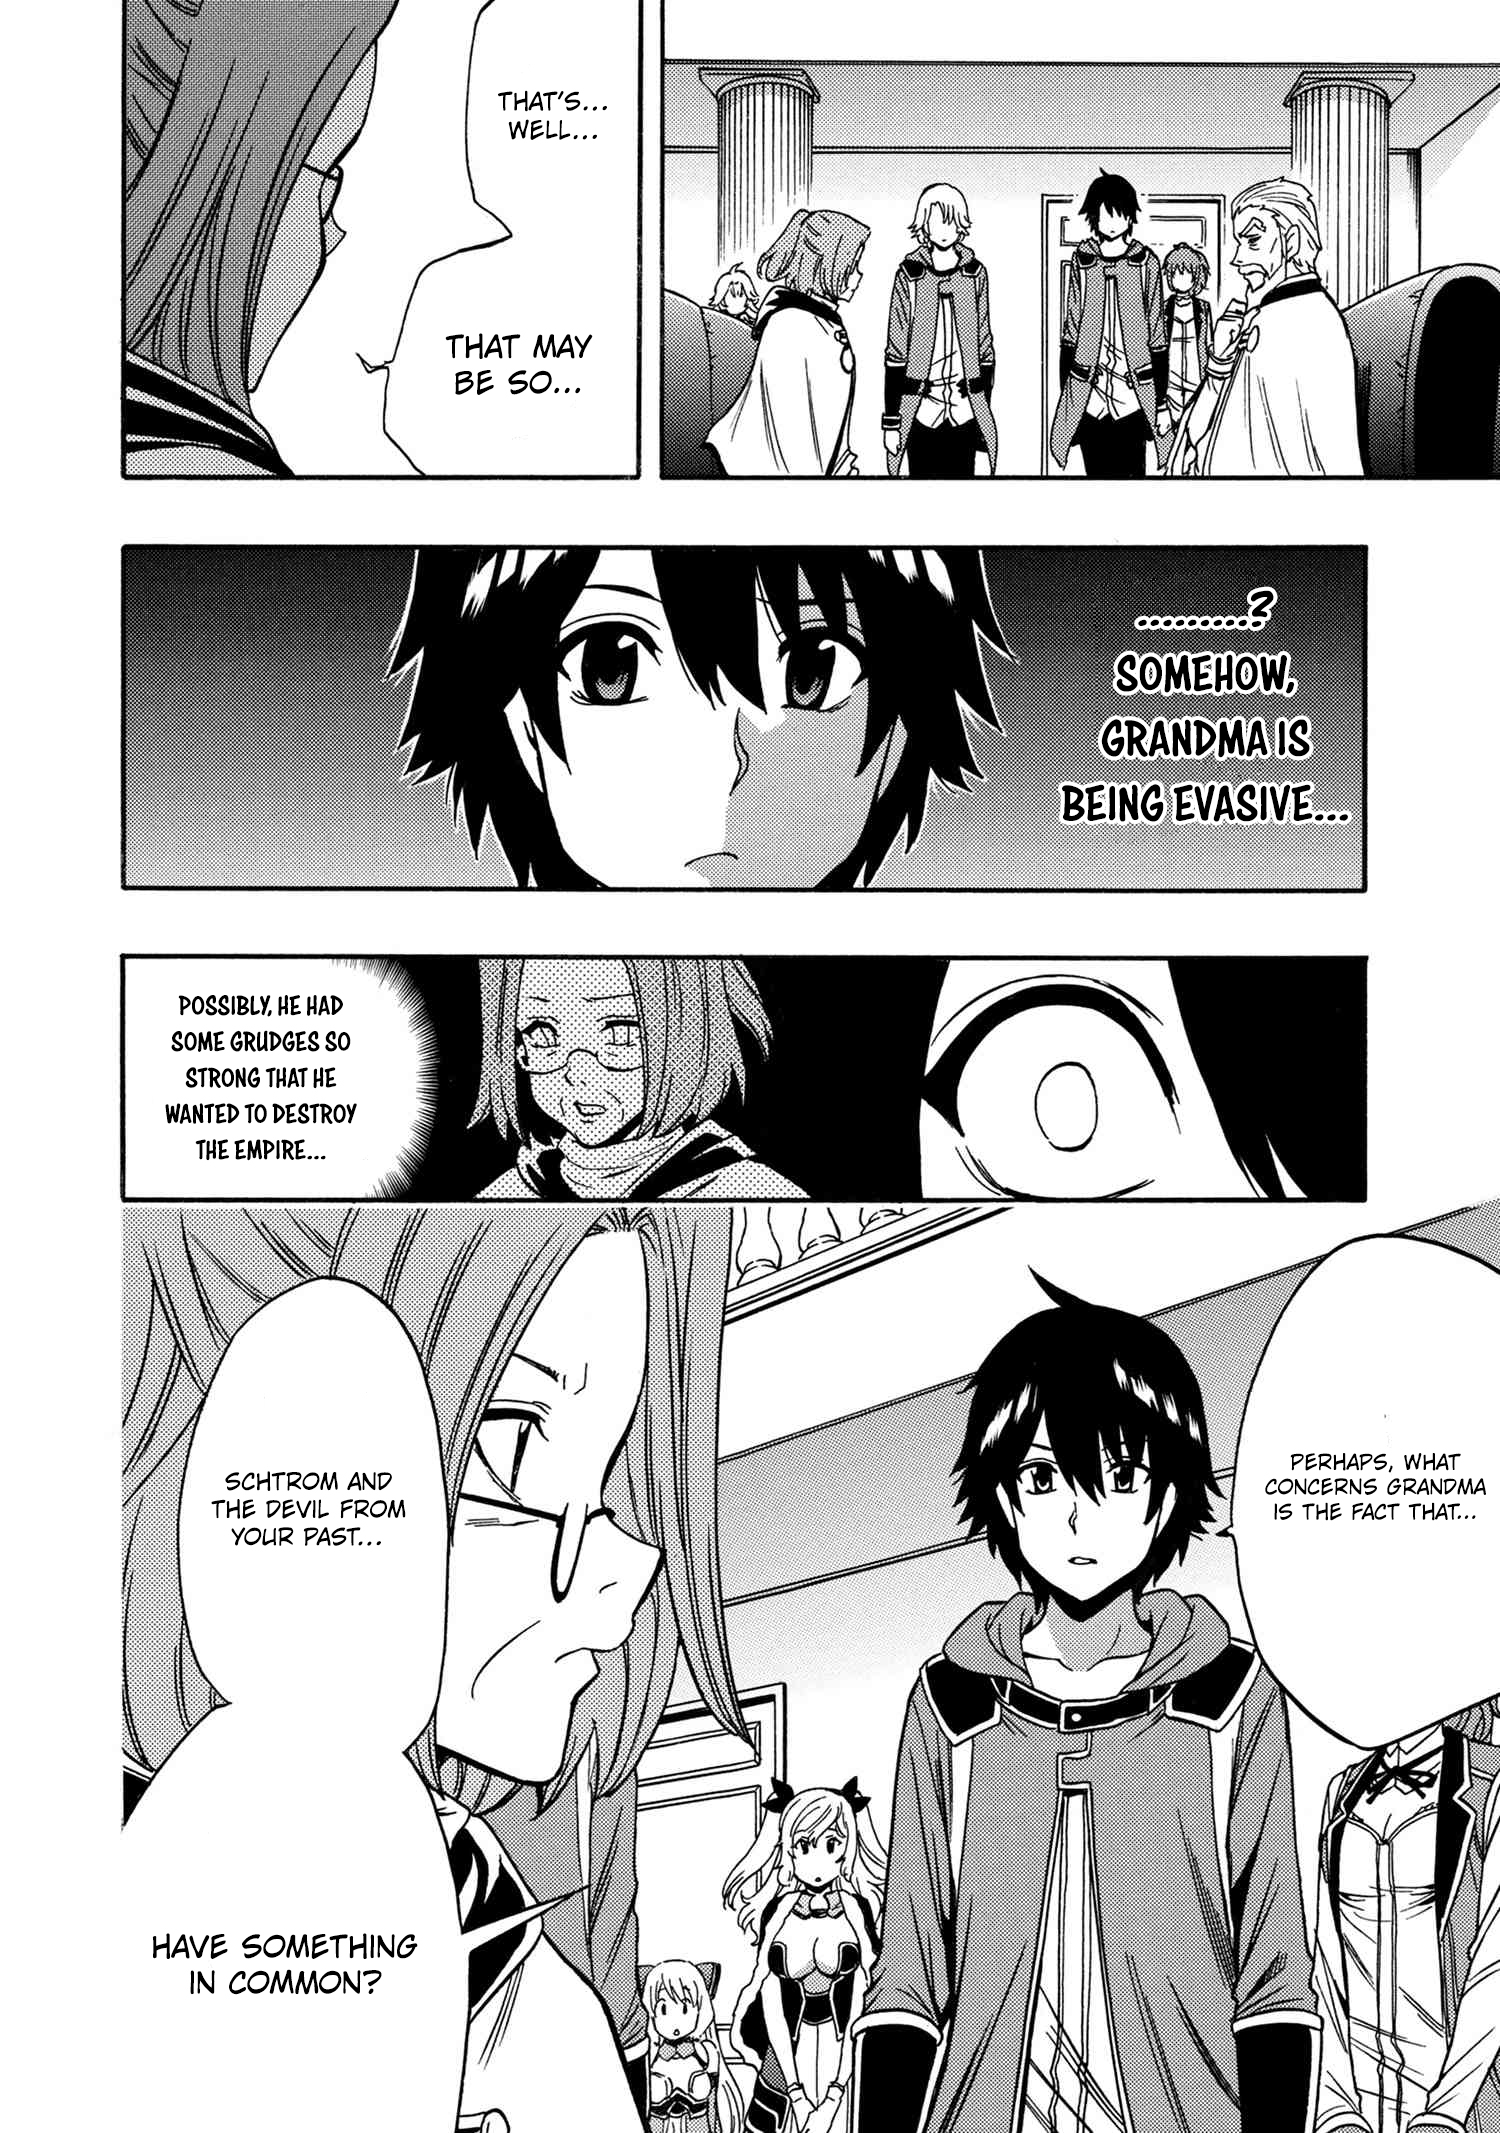 THAT'S...
WELL...
THAT MAY
BE SO...
..........?
SOMEHOW,
GRANDMA IS
BEING EVASIVE...
POSSIBLY, HE HAD
SOME GRUDGES SO
STRONG THAT HE
WANTED TO DESTROY
THE EMPIRE...
PERHAPS, WHAT
CONCERNS GRANDMA
IS THE FACT THAT...
SCHTROM AND
THE DEVIL FROM
YOUR PAST...
HAVE SOMETHING
IN COMMON?